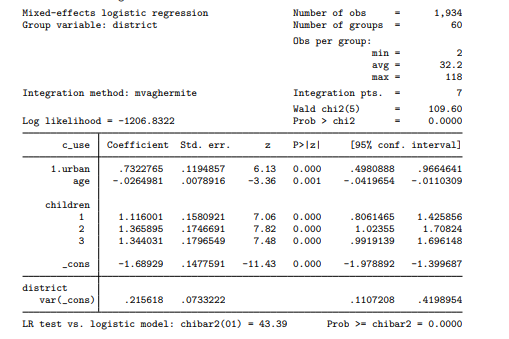 Mixed-effects logistic regression Number of obs = 1,934
Group variable: district Number of groups = 60
Obs per group:
min = 2
avg = 32.2
max = 118
Integration method: mvaghermite Integration pts. = 7
Wald chi2(5) = 109.60
Log likelihood = -1206.8322 Prob > chi2 = 0.0000
c_use Coefficient Std. err. z P>|z| [95% conf. interval]
1.urban .7322765 .1194857 6.13 0.000 .4980888 .9664641
age -.0264981 .0078916 -3.36 0.001 -.0419654 -.0110309
children
1 1.116001 .1580921 7.06 0.000 .8061465 1.425856
2 1.365895 .1746691 7.82 0.000 1.02355 1.70824
3 1.344031 .1796549 7.48 0.000 .9919139 1.696148
_cons -1.68929 .1477591 -11.43 0.000 -1.978892 -1.399687
district
var(_cons) .215618 .0733222 .1107208 .4198954
LR test vs. logistic model: chibar2(01) = 43.39 Prob >= chibar2 = 0.0000